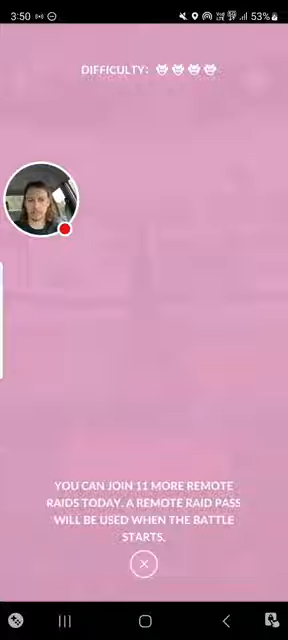 3:50
53%
DIFFICULTY:
YOU CAN JOIN 11 MORE REMOTE
RAIDS TODAY. A REMOTE RAID PASS
WILL BE USED WHEN THE BATTLE
STARTS.